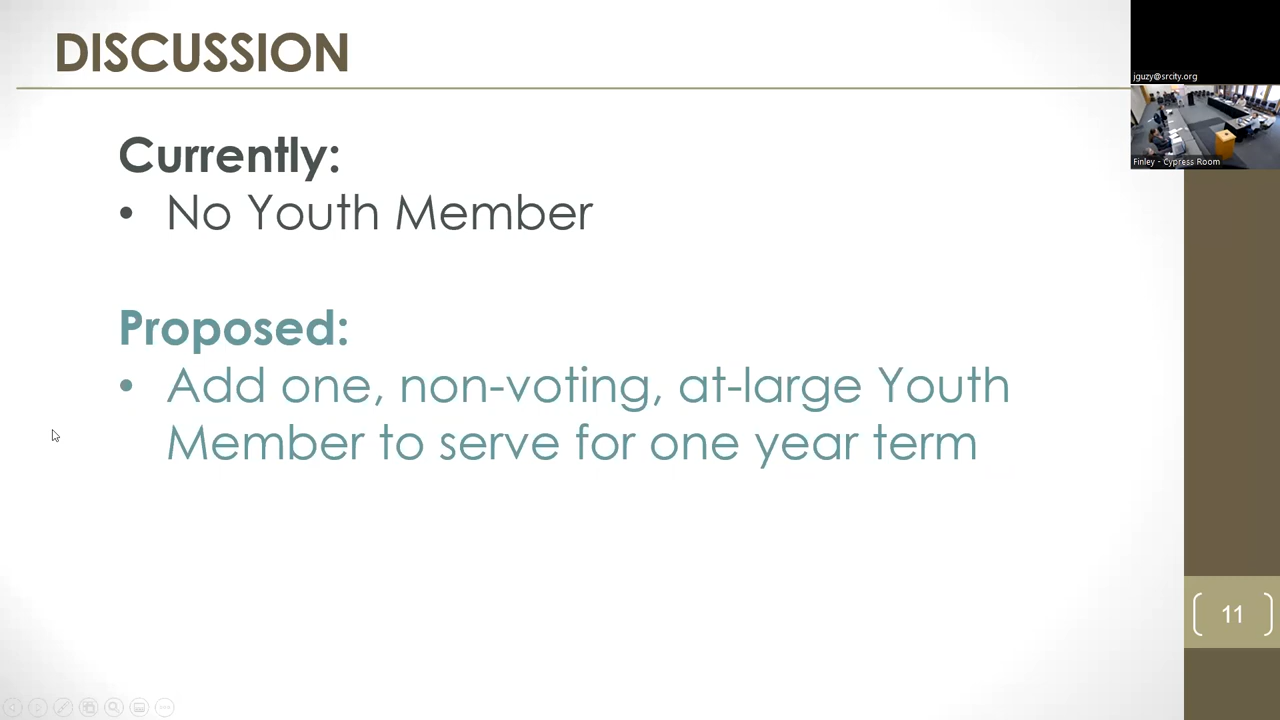 DISCUSSION
jguzy@srcity.org
Finley - Cypress Room
Currently:
• No Youth Member
Proposed:
• Add one, non-voting, at-large Youth
Member to serve for one year term
11